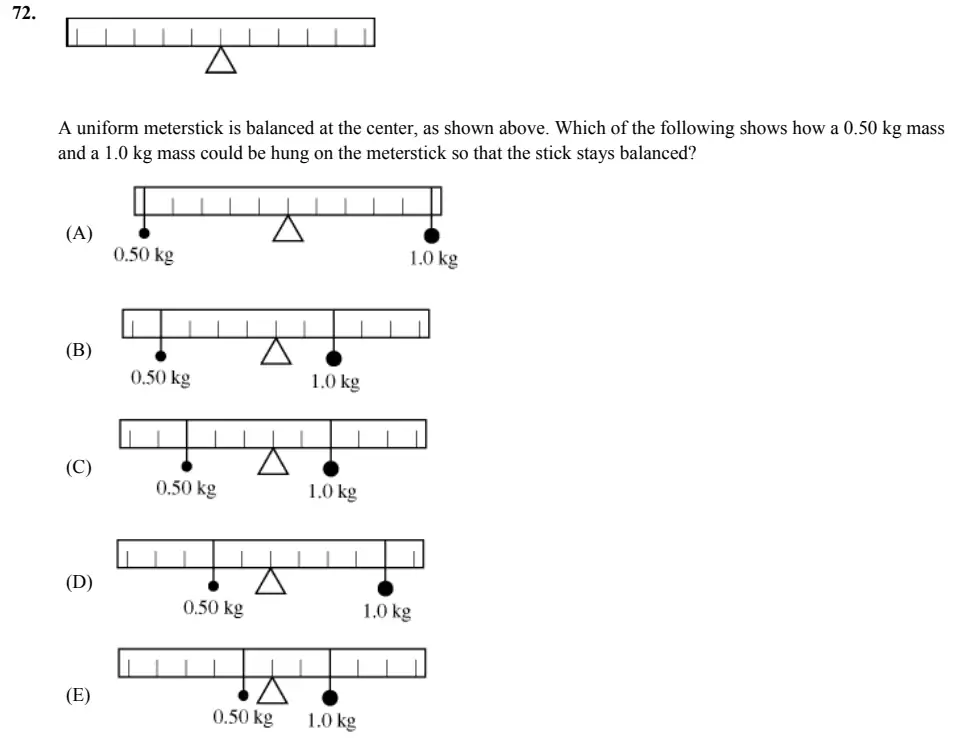 72.
A uniform meterstick is balanced at the center, as shown above. Which of the following shows how a 0.50 kg mass
and a 1.0 kg mass could be hung on the meterstick so that the stick stays balanced?
(A)
0.50 kg
1.0 kg
(B)
0.50 kg
1.0 kg
(C)
0.50 kg
1.0 kg
(D)
0.50 kg
1.0 kg
(E)
0.50 kg
1.0 kg